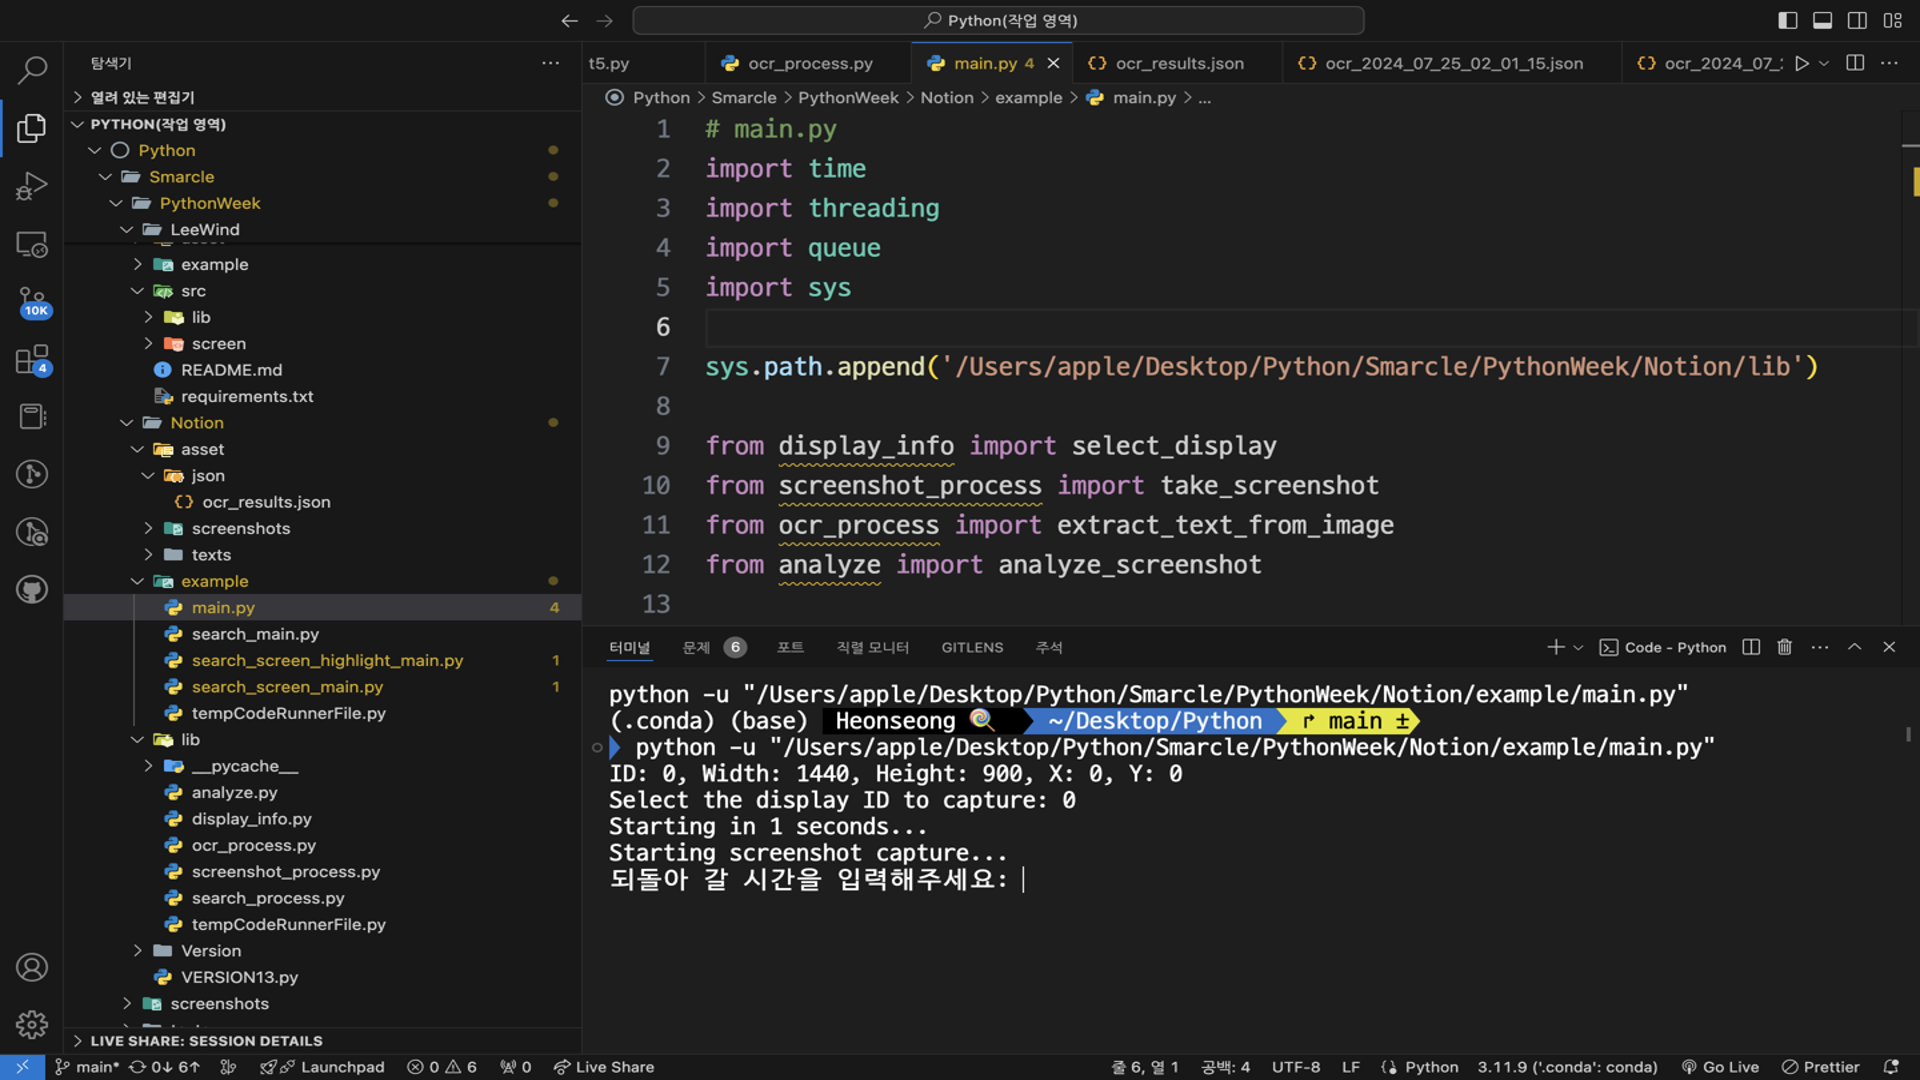 Python(작업 영역)
탐색기
열려 있는 편집기
PYTHON(작업 영역)
Python
Smarcle
PythonWeek
LeeWind
example
src
lib
screen
README.md
requirements.txt
Notion
asset
json
ocr_results.json
screenshots
texts
example
main.py 4
search_main.py
search_screen_highlight_main.py 1
search_screen_main.py 1
tempCodeRunnerFile.py
lib
__pycache__
analyze.py
display_info.py
ocr_process.py
screenshot_process.py
search_process.py
tempCodeRunnerFile.py
Version
VERSION13.py
screenshots
LIVE SHARE: SESSION DETAILS
10K
4
t5.py ocr_process.py main.py 4 ocr_results.json ocr_2024_07_25_02_01_15.json ocr_2024_07_
Python > Smarcle > PythonWeek > Notion > example > main.py > ...
1 # main.py
2 import time
3 import threading
4 import queue
5 import sys
6
7 sys.path.append('/Users/apple/Desktop/Python/Smarcle/PythonWeek/Notion/lib')
8
9 from display_info import select_display
10 from screenshot_process import take_screenshot
11 from ocr_process import extract_text_from_image
12 from analyze import analyze_screenshot
13
터미널 문제 6 포트 직렬 모니터 GITLENS 주석 Code - Python
python -u "/Users/apple/Desktop/Python/Smarcle/PythonWeek/Notion/example/main.py"
(.conda) (base) Heonseong 🍭 ~/Desktop/Python main ±
python -u "/Users/apple/Desktop/Python/Smarcle/PythonWeek/Notion/example/main.py"
ID: 0, Width: 1440, Height: 900, X: 0, Y: 0
Select the display ID to capture: 0
Starting in 1 seconds...
Starting screenshot capture...
되돌아 갈 시간을 입력해주세요:
main* 0↓ 6↑ Launchpad 0 6 0 Live Share 줄 6, 열 1 공백: 4 UTF-8 LF Python 3.11.9 ('.conda': conda) Go Live Prettier